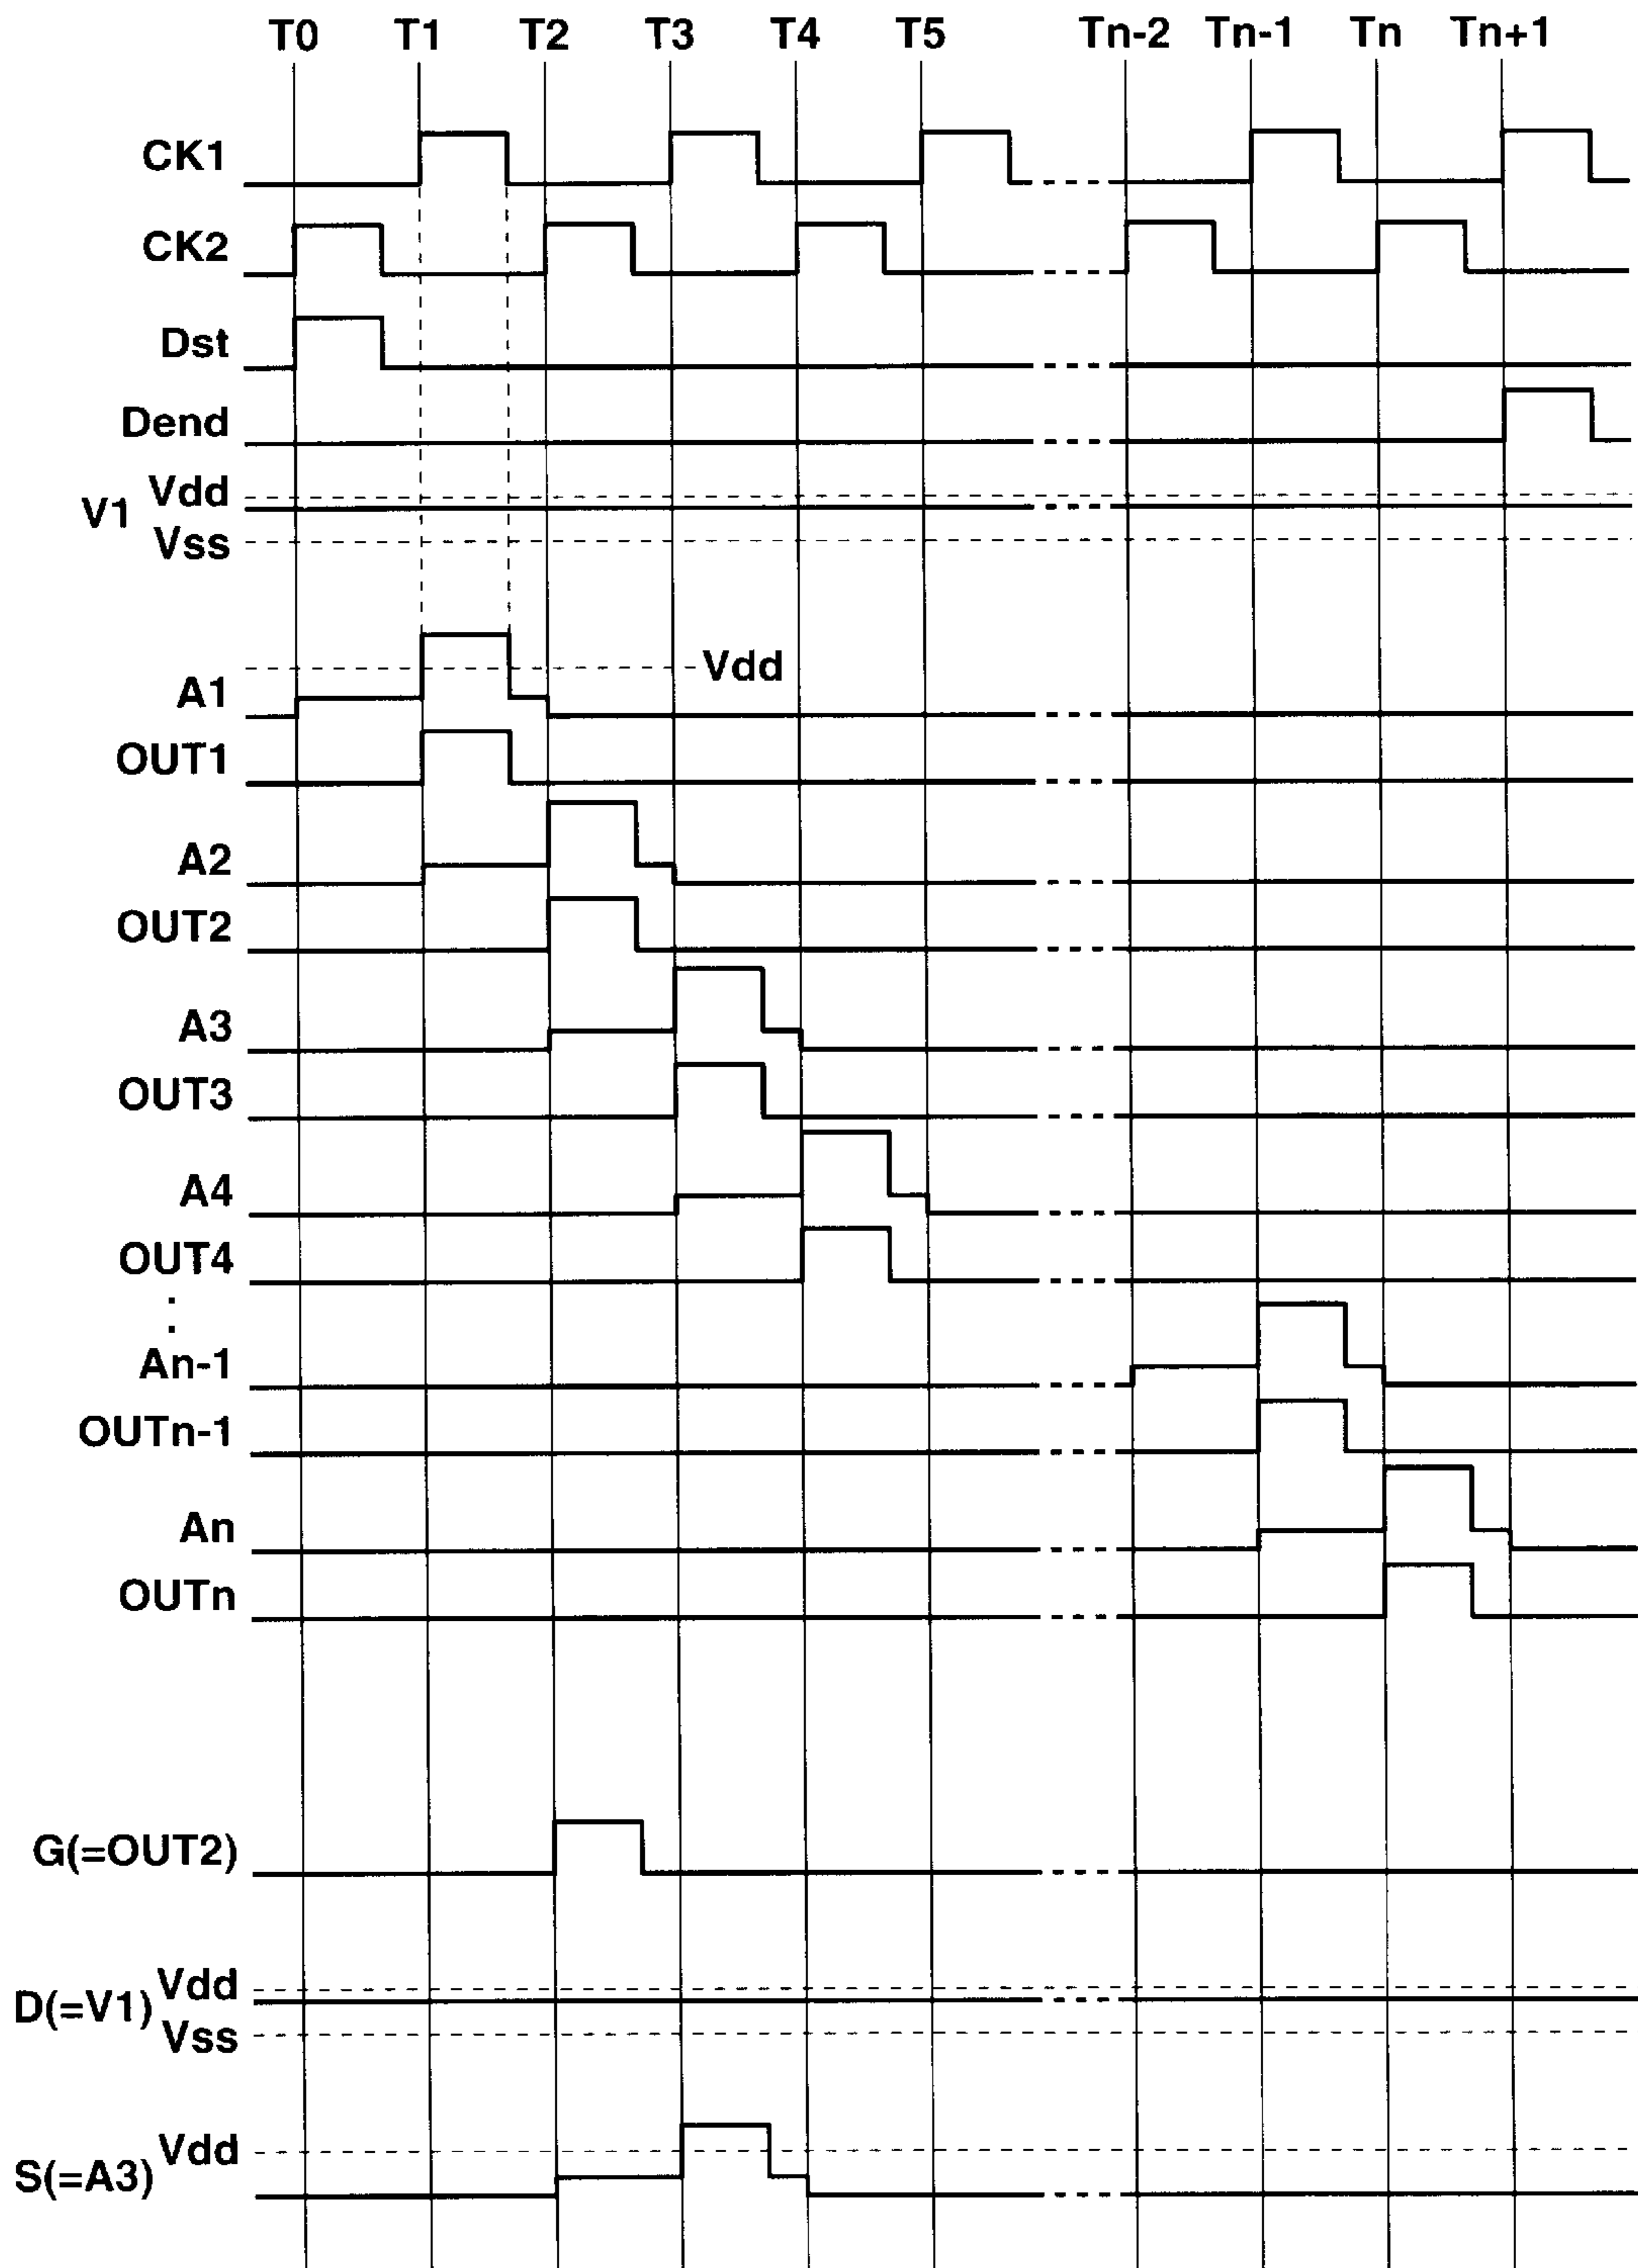 T0 T1 T2 T3 T4 T5 Tn-2 Tn-1 Tn Tn+1
CK1
CK2
Dst
Dend
Vdd
V1
Vss
Vdd
A1
OUT1
A2
OUT2
A3
OUT3
A4
OUT4
:
An-1
OUTn-1
An
OUTn
G(=OUT2)
Vdd
D(=V1)
Vss
Vdd
S(=A3)